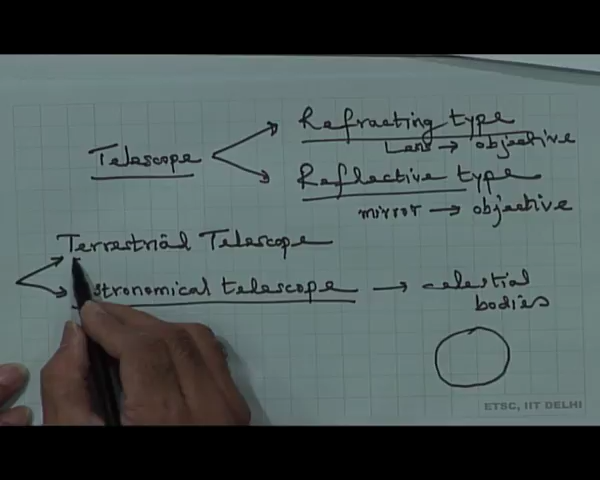 Telescope
Refracting type
Lens → objective
Reflective type
mirror → objective
Terrestrial Telescope
stronomical telescope → celestial
bodies
ETSC, IIT DELHI